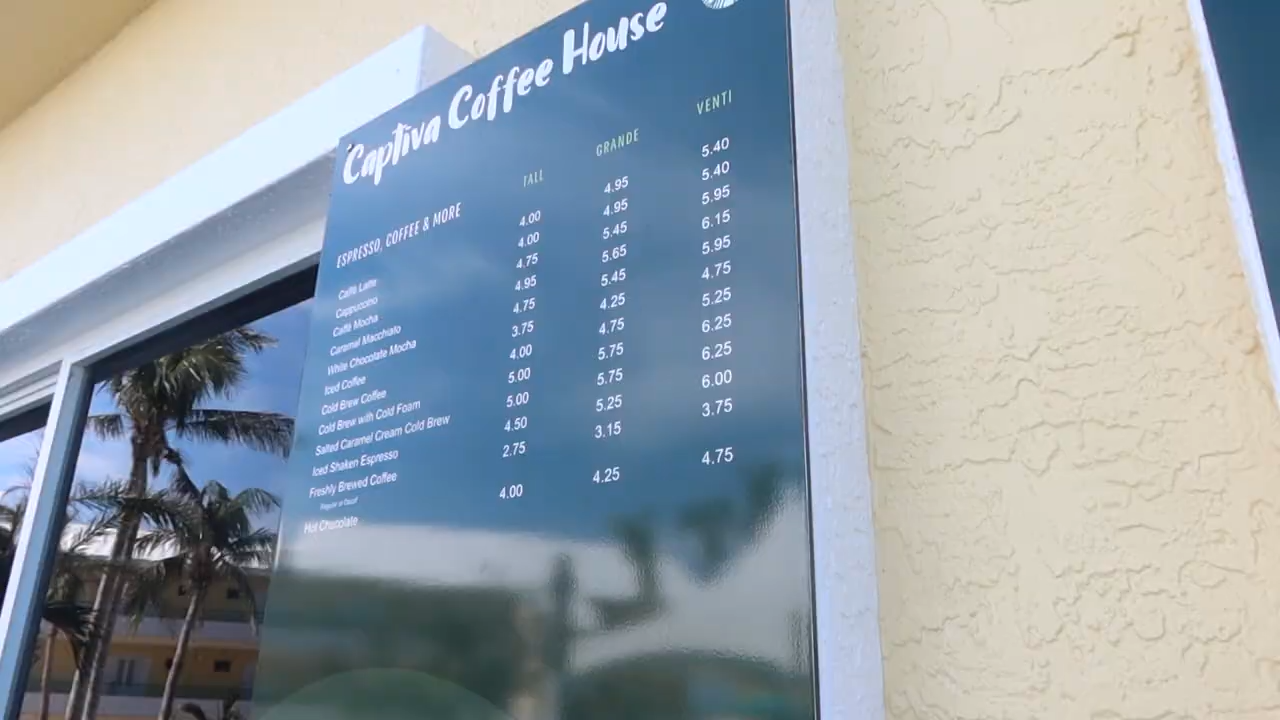 Captiva Coffee House
ESPRESSO, COFFEE & MORE TALL GRANDE VENTI
Caffè Latte 4.00 4.95 5.40
Cappuccino 4.00 4.95 5.40
Caffè Mocha 4.75 5.45 5.95
Caramel Macchiato 4.95 5.65 6.15
White Chocolate Mocha 4.75 5.45 5.95
Iced Coffee 3.75 4.25 4.75
Cold Brew Coffee 4.00 4.75 5.25
Cold Brew with Cold Foam 5.00 5.75 6.25
Salted Caramel Cream Cold Brew 5.00 5.75 6.25
Iced Shaken Espresso 4.50 5.25 6.00
Freshly Brewed Coffee 2.75 3.15 3.75
Regular or Decaf
Hot Chocolate 4.00 4.25 4.75